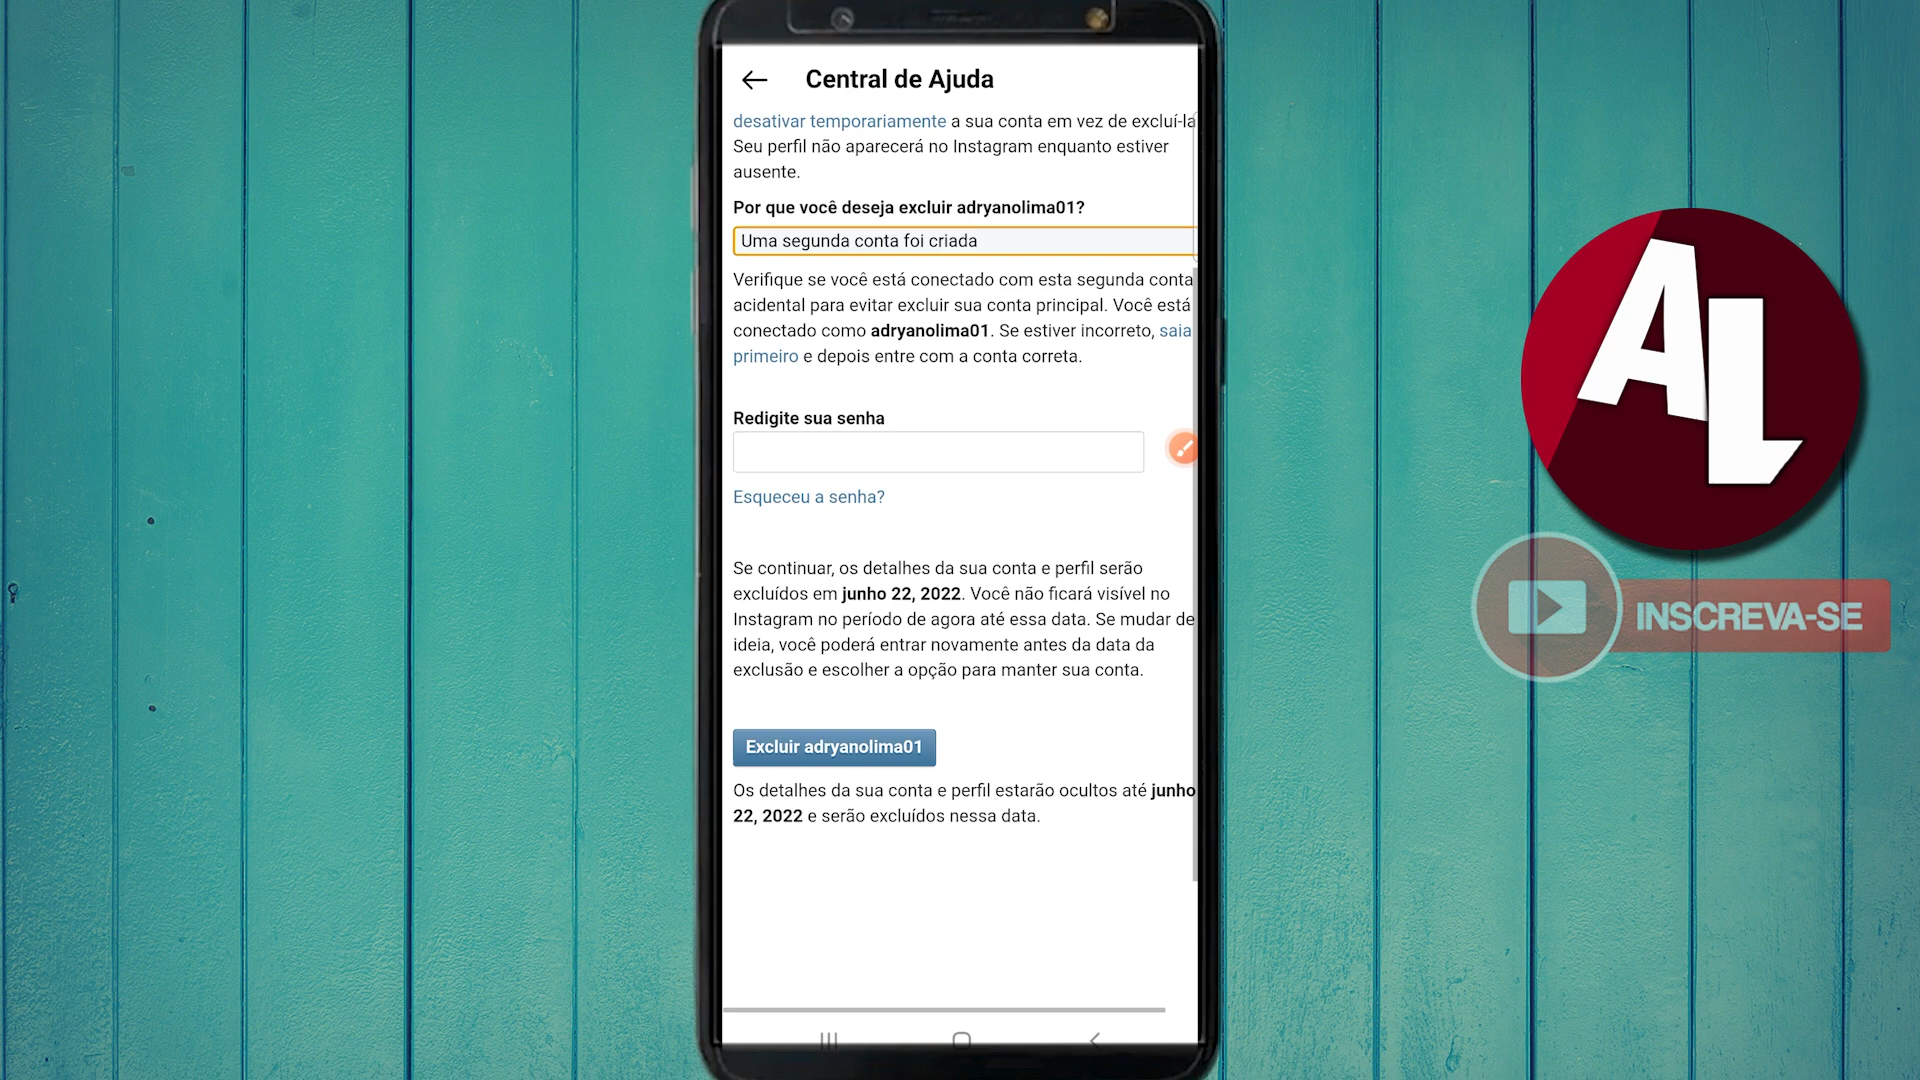 Central de Ajuda
desativar temporariamente a sua conta em vez de excluí-la
Seu perfil não aparecerá no Instagram enquanto estiver
ausente.
Por que você deseja excluir adryanolima01?
Uma segunda conta foi criada
Verifique se você está conectado com esta segunda conta
acidental para evitar excluir sua conta principal. Você está
conectado como adryanolima01. Se estiver incorreto, saia
primeiro e depois entre com a conta correta.
Redigite sua senha
Esqueceu a senha?
Se continuar, os detalhes da sua conta e perfil serão
excluídos em junho 22, 2022. Você não ficará visível no
Instagram no período de agora até essa data. Se mudar de
ideia, você poderá entrar novamente antes da data da
exclusão e escolher a opção para manter sua conta.
Excluir adryanolima01
Os detalhes da sua conta e perfil estarão ocultos até junho
22, 2022 e serão excluídos nessa data.
AL
INSCREVA-SE